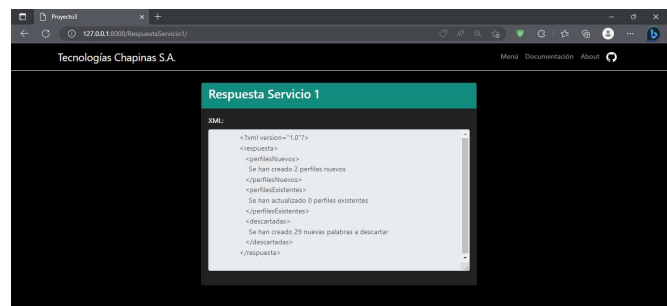 Proyecto3
127.0.0.1:8000/RespuestaServicio1/
Tecnologías Chapinas S.A.
Menú Documentación About
Respuesta Servicio 1
XML:
<?xml version="1.0"?>
<respuesta>
<perfilesNuevos>
Se han creado 2 perfiles nuevos
</perfilesNuevos>
<perfilesExistentes>
Se han actualizado 0 perfiles existentes
</perfilesExistentes>
<descartadas>
Se han creado 29 nuevas palabras a descartar
</descartadas>
</respuesta>